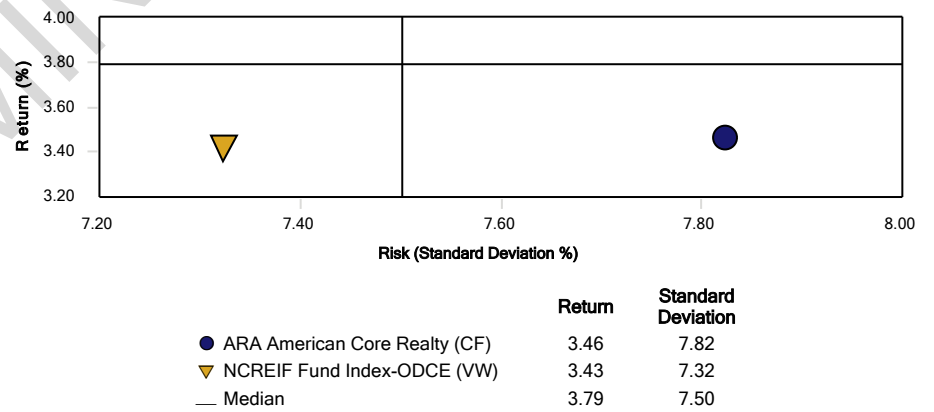 4.00
3.80
3.60
3.40
3.20
Return (%)
7.20 7.40 7.60 7.80 8.00
Risk (Standard Deviation %)
Return Standard Deviation
ARA American Core Realty (CF) 3.46 7.82
NCREIF Fund Index-ODCE (VW) 3.43 7.32
Median 3.79 7.50